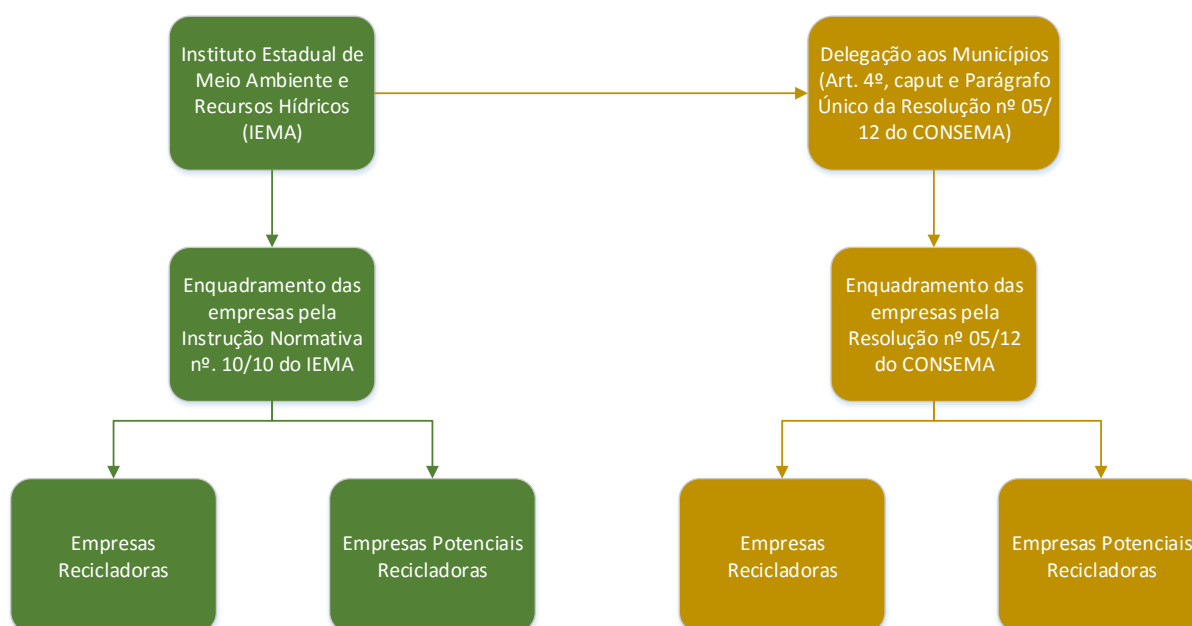 Instituto Estadual de
Meio Ambiente e
Recursos Hídricos
(IEMA)
Delegação aos Municípios
(Art. 4º, caput e Parágrafo
Único da Resolução nº 05/
12 do CONSEMA)
Enquadramento das
empresas pela
Instrução Normativa
nº. 10/10 do IEMA
Enquadramento das
empresas pela
Resolução nº 05/12
do CONSEMA
Empresas
Recicladoras
Empresas Potenciais
Recicladoras
Empresas
Recicladoras
Empresas Potenciais
Recicladoras